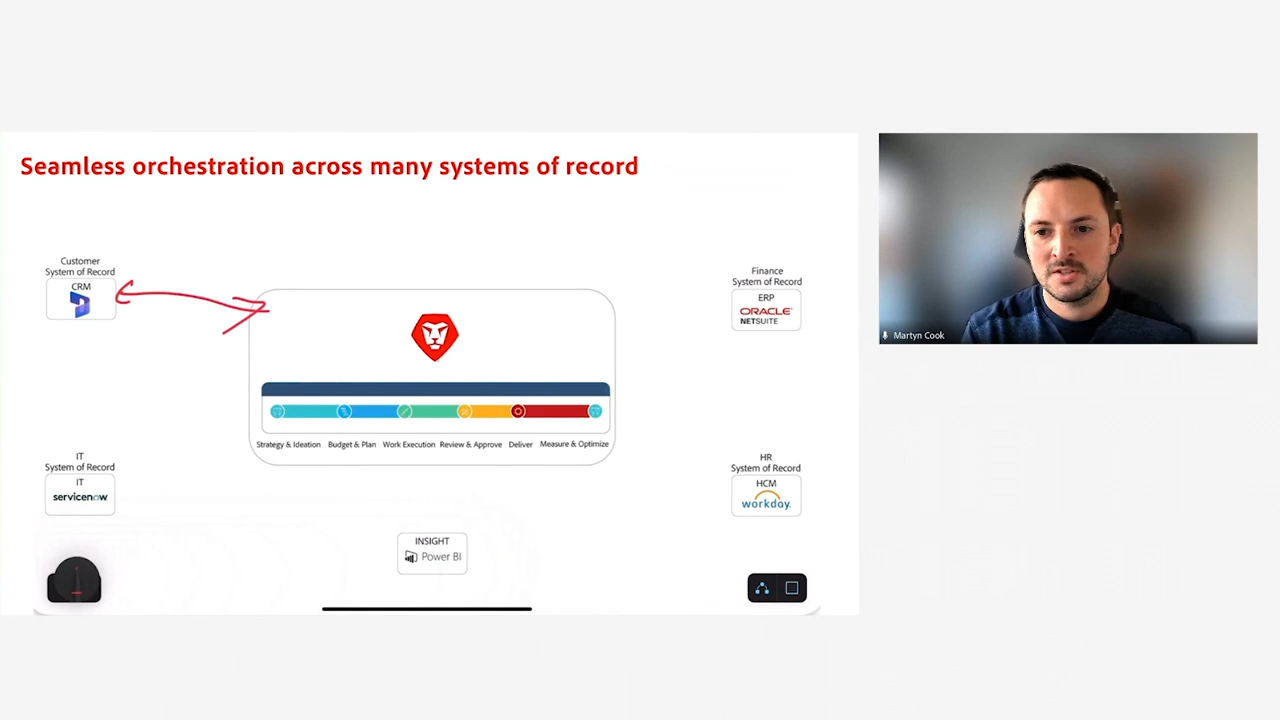 Seamless orchestration across many systems of record
Customer
System of Record
CRM
Finance
System of Record
ERP
ORACLE
NETSUITE
Strategy & Ideation
Budget & Plan
Work Execution
Review & Approve
Deliver
Measure & Optimize
IT
System of Record
IT
servicenow
HR
System of Record
HCM
workday.
INSIGHT
Power BI
Martyn Cook